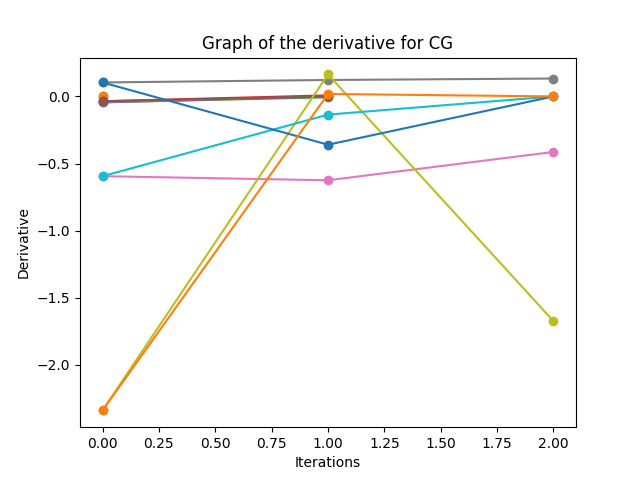 Graph of the derivative for CG
0.0
−0.5
−1.0
−1.5
−2.0
Derivative
0.00 0.25 0.50 0.75 1.00 1.25 1.50 1.75 2.00
Iterations